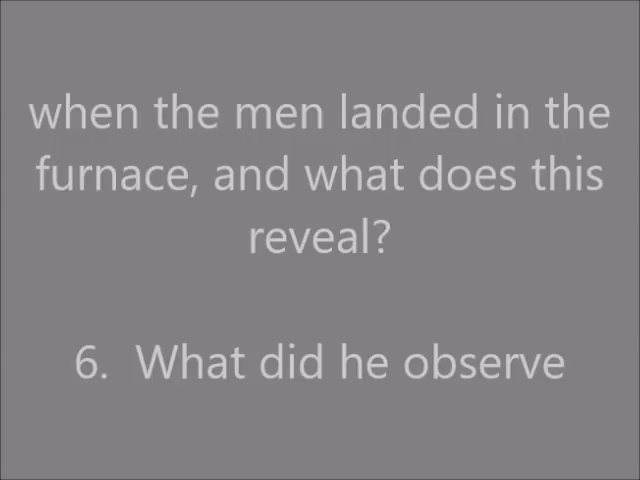 when the men landed in the
furnace, and what does this
reveal?
6.  What did he observe